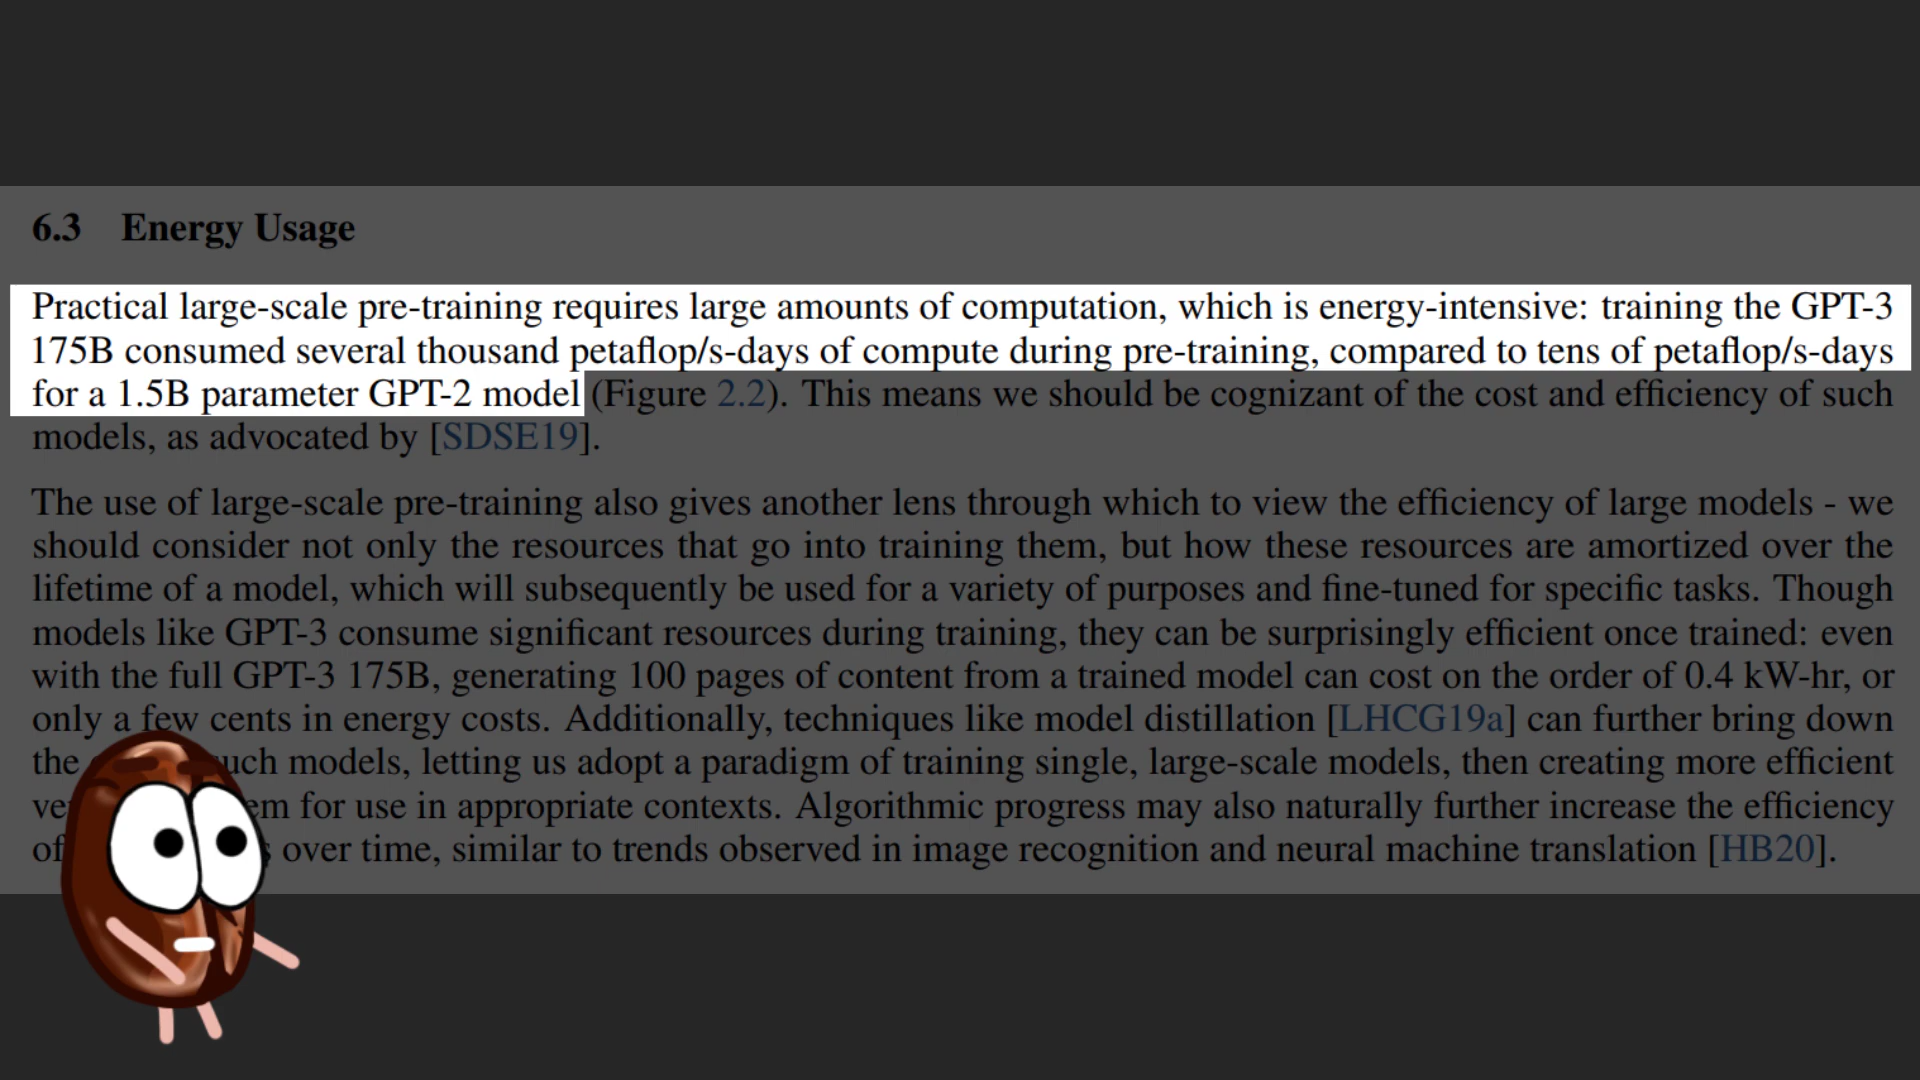 6.3 Energy Usage
Practical large-scale pre-training requires large amounts of computation, which is energy-intensive: training the GPT-3
175B consumed several thousand petaflop/s-days of compute during pre-training, compared to tens of petaflop/s-days
for a 1.5B parameter GPT-2 model (Figure 2.2). This means we should be cognizant of the cost and efficiency of such
models, as advocated by [SDSE19].
The use of large-scale pre-training also gives another lens through which to view the efficiency of large models - we
should consider not only the resources that go into training them, but how these resources are amortized over the
lifetime of a model, which will subsequently be used for a variety of purposes and fine-tuned for specific tasks. Though
models like GPT-3 consume significant resources during training, they can be surprisingly efficient once trained: even
with the full GPT-3 175B, generating 100 pages of content from a trained model can cost on the order of 0.4 kW-hr, or
only a few cents in energy costs. Additionally, techniques like model distillation [LHCG19a] can further bring down
the models, letting us adopt a paradigm of training single, large-scale models, then creating more efficient
for use in appropriate contexts. Algorithmic progress may also naturally further increase the efficiency
of over time, similar to trends observed in image recognition and neural machine translation [HB20].